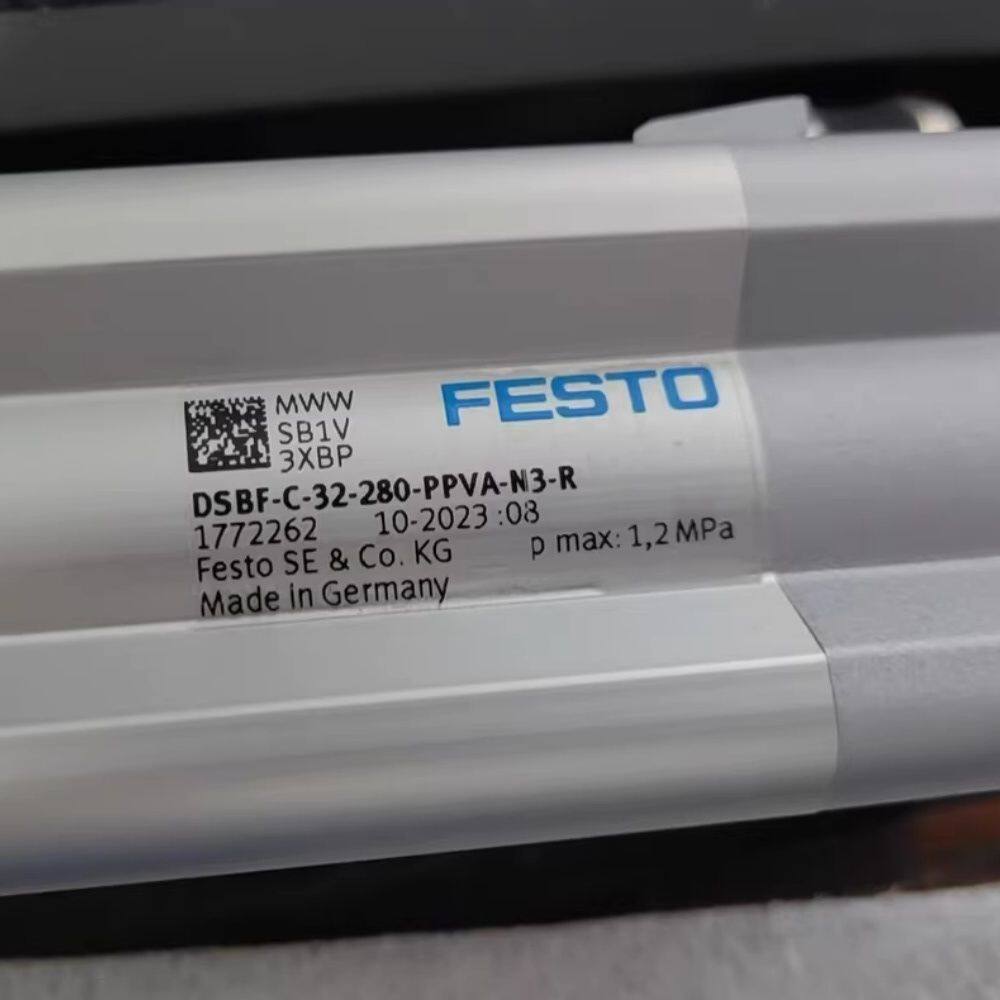 MWW
SB1V
3XBP
FESTO
DSBF-C-32-280-PPVA-N3-R
1772262 10-2023 :08
Festo SE & Co. KG p max: 1,2 MPa
Made in Germany